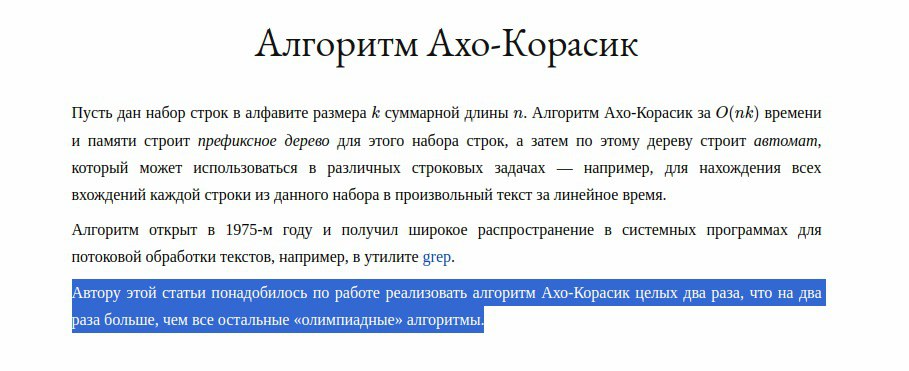 Алгоритм Ахо-Корасик
Пусть дан набор строк в алфавите размера k суммарной длины n. Алгоритм Ахо-Корасик за O(nk) времени
и памяти строит префиксное дерево для этого набора строк, а затем по этому дереву строит автомат,
который может использоваться в различных строковых задачах — например, для нахождения всех
вхождений каждой строки из данного набора в произвольный текст за линейное время.
Алгоритм открыт в 1975-м году и получил широкое распространение в системных программах для
потоковой обработки текстов, например, в утилите grep.
Автору этой статьи понадобилось по работе реализовать алгоритм Ахо-Корасик целых два раза, что на два
раза больше, чем все остальные «олимпиадные» алгоритмы.